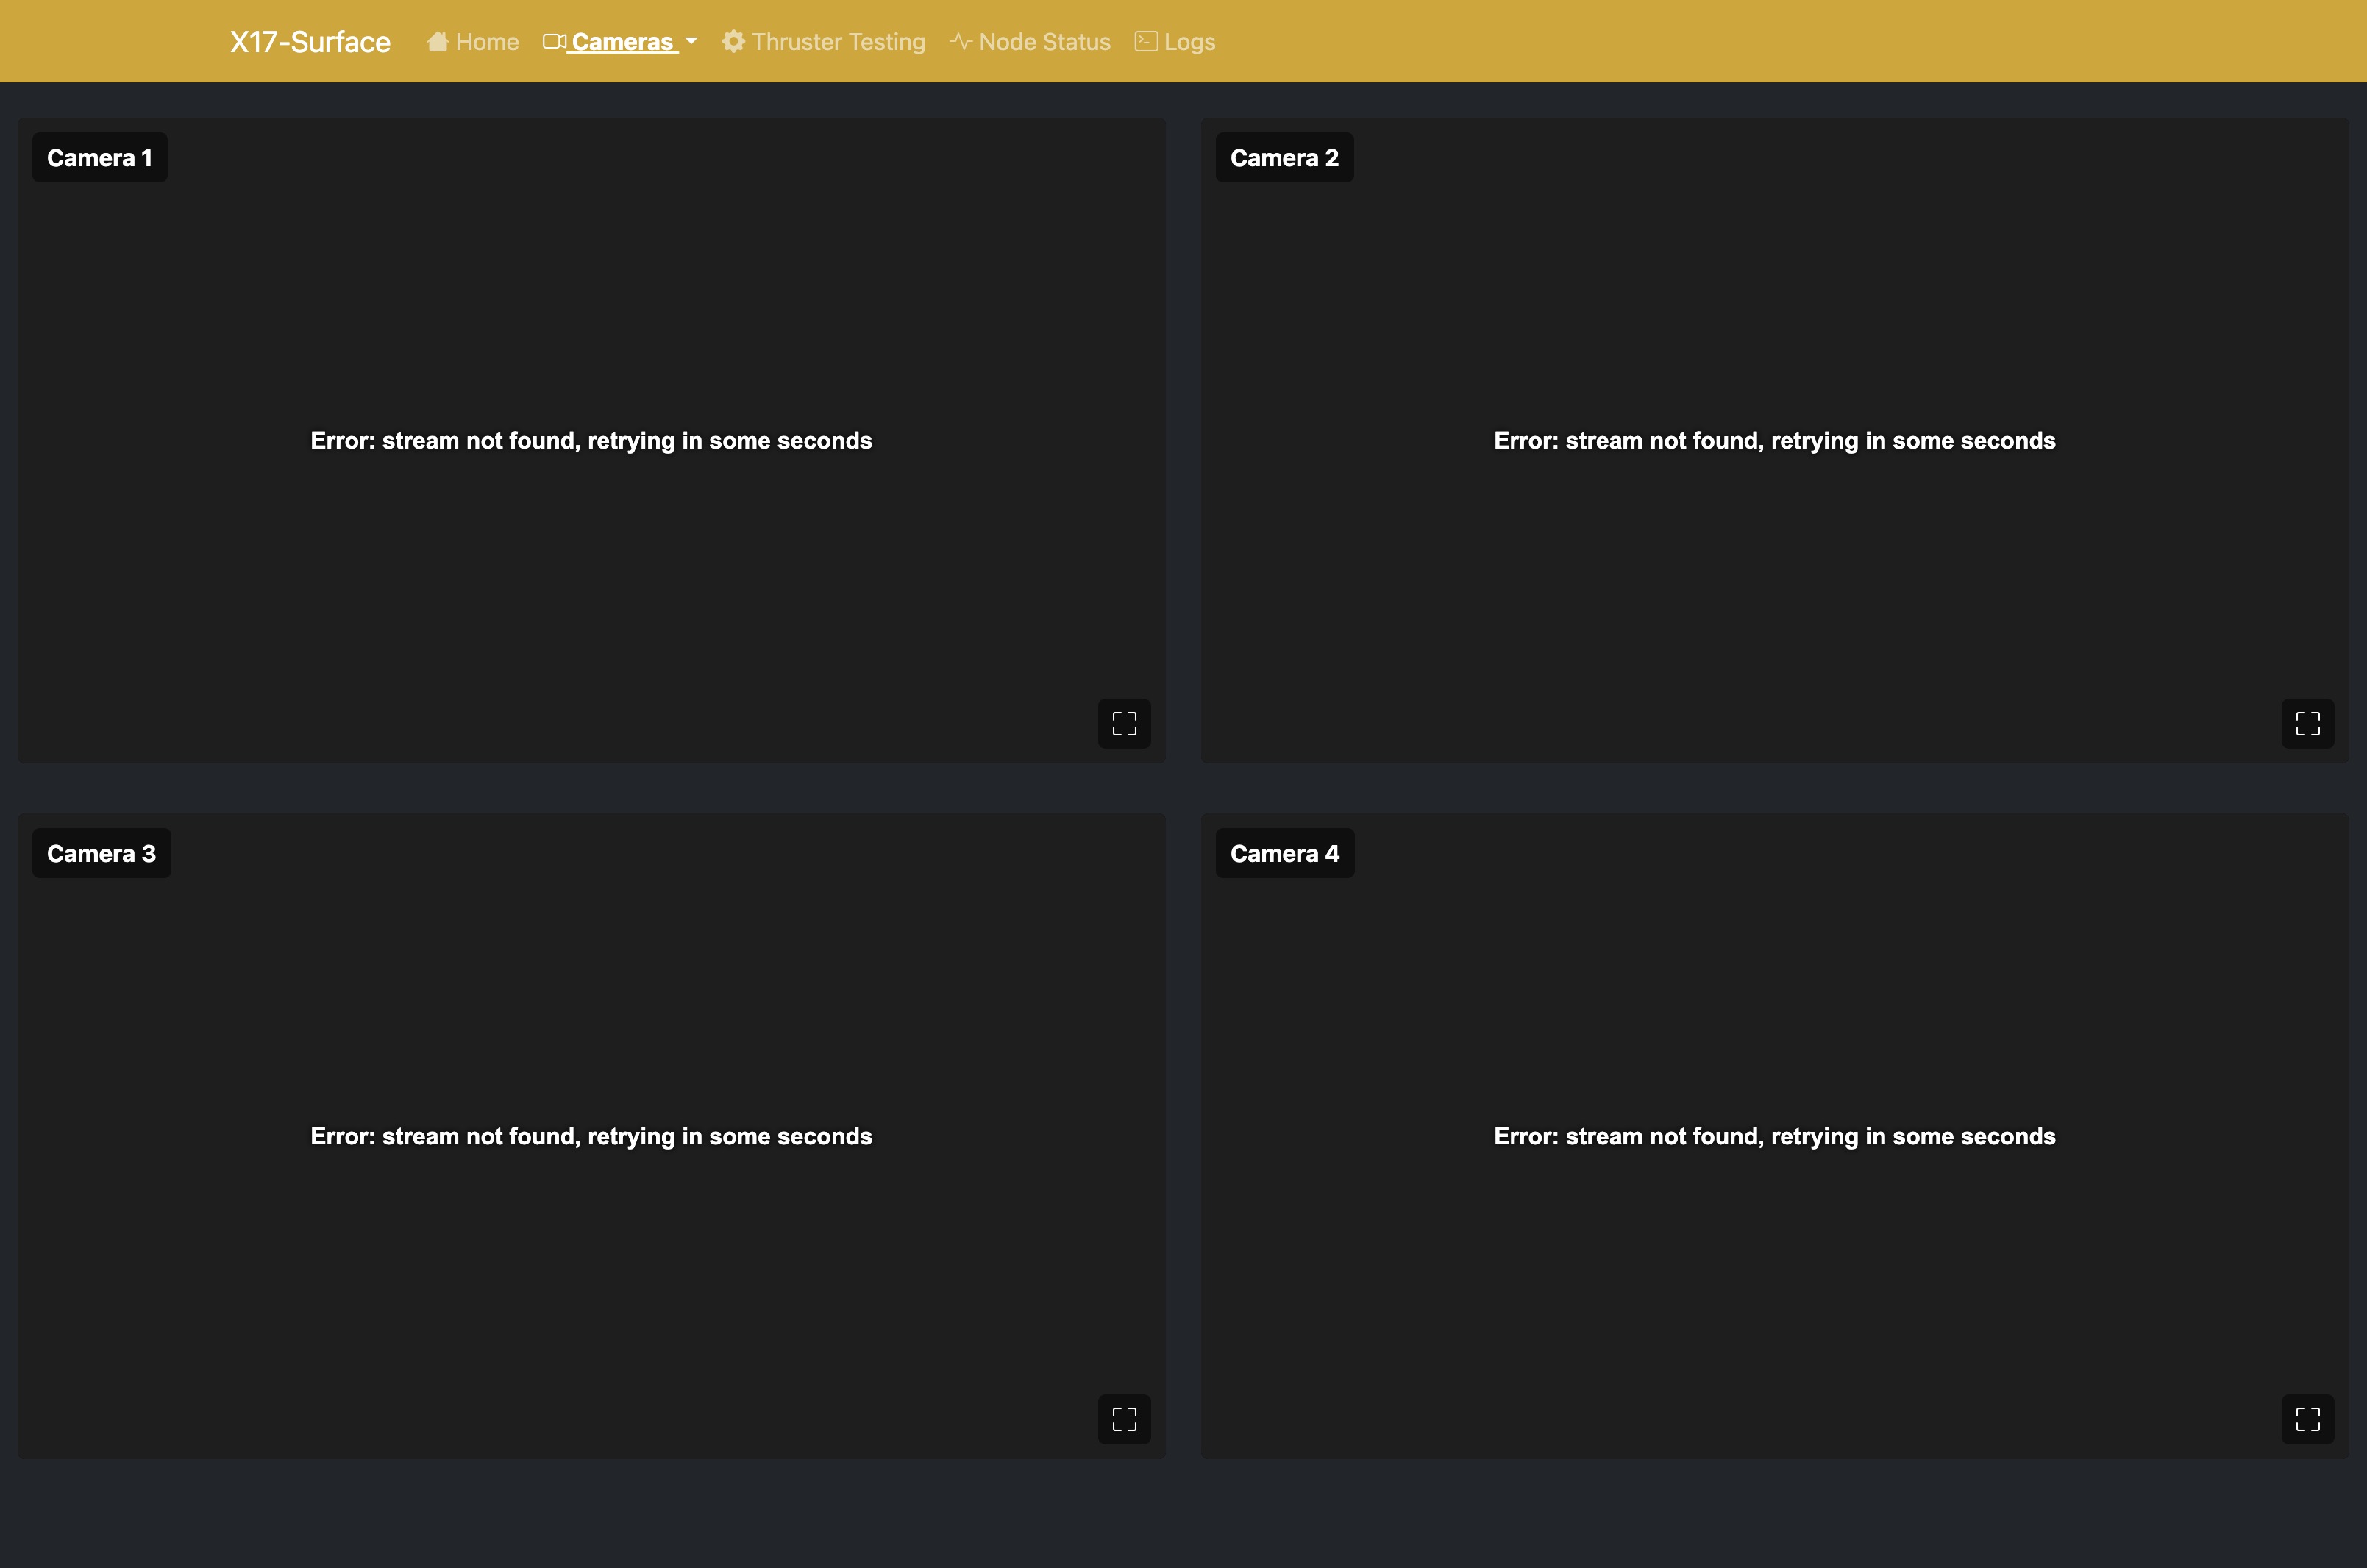 X17-Surface Home Cameras Thruster Testing Node Status Logs
Camera 1
Error: stream not found, retrying in some seconds
Camera 2
Error: stream not found, retrying in some seconds
Camera 3
Error: stream not found, retrying in some seconds
Camera 4
Error: stream not found, retrying in some seconds